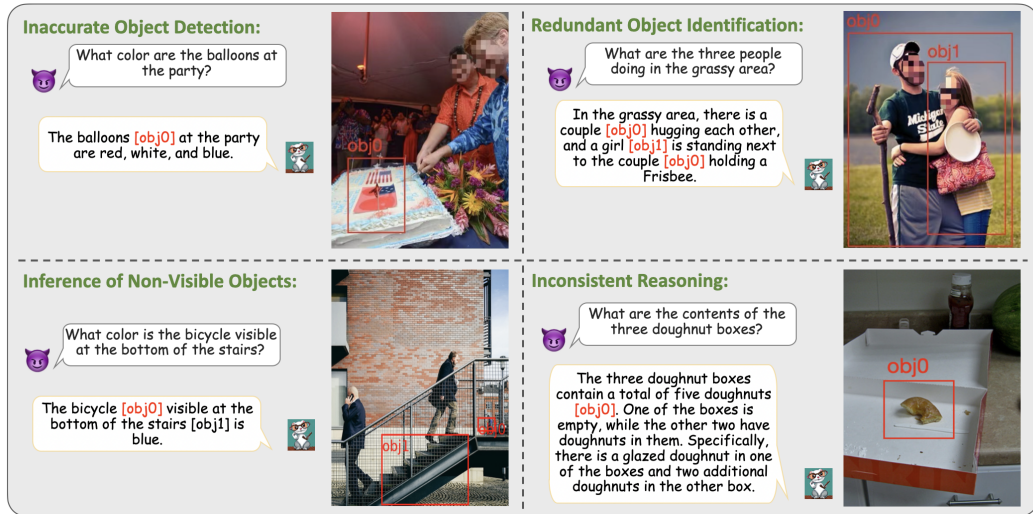 Inaccurate Object Detection:
What color are the balloons at
the party?
The balloons [obj0] at the party
are red, white, and blue.
obj0
Redundant Object Identification:
What are the three people
doing in the grassy area?
In the grassy area, there is a
couple [obj0] hugging each other,
and a girl [obj1] is standing next
to the couple [obj0] holding a
Frisbee.
obj0
obj1
Michigan
State
Inference of Non-Visible Objects:
What color is the bicycle visible
at the bottom of the stairs?
The bicycle [obj0] visible at the
bottom of the stairs [obj1] is
blue.
obj1
Inconsistent Reasoning:
What are the contents of the
three doughnut boxes?
The three doughnut boxes
contain a total of five doughnuts
[obj0]. One of the boxes is
empty, while the other two have
doughnuts in them. Specifically,
there is a glazed doughnut in one
of the boxes and two additional
doughnuts in the other box.
obj0